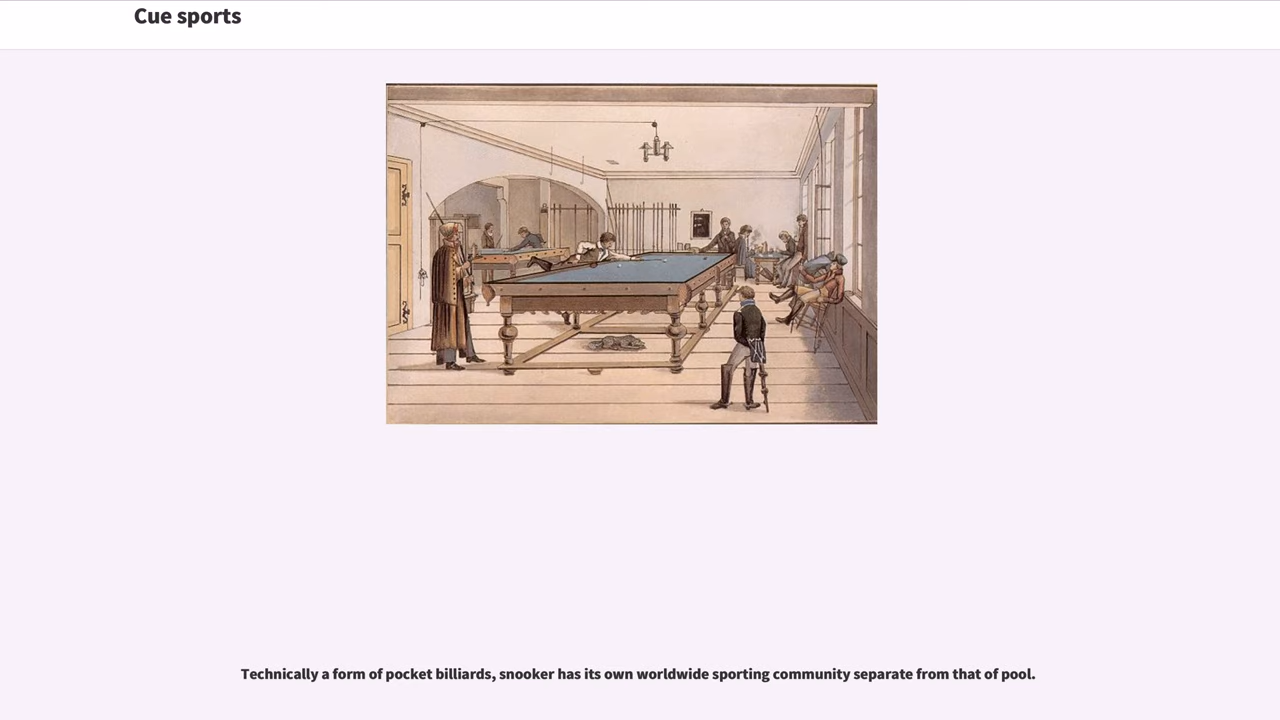 Cue sports
Technically a form of pocket billiards, snooker has its own worldwide sporting community separate from that of pool.